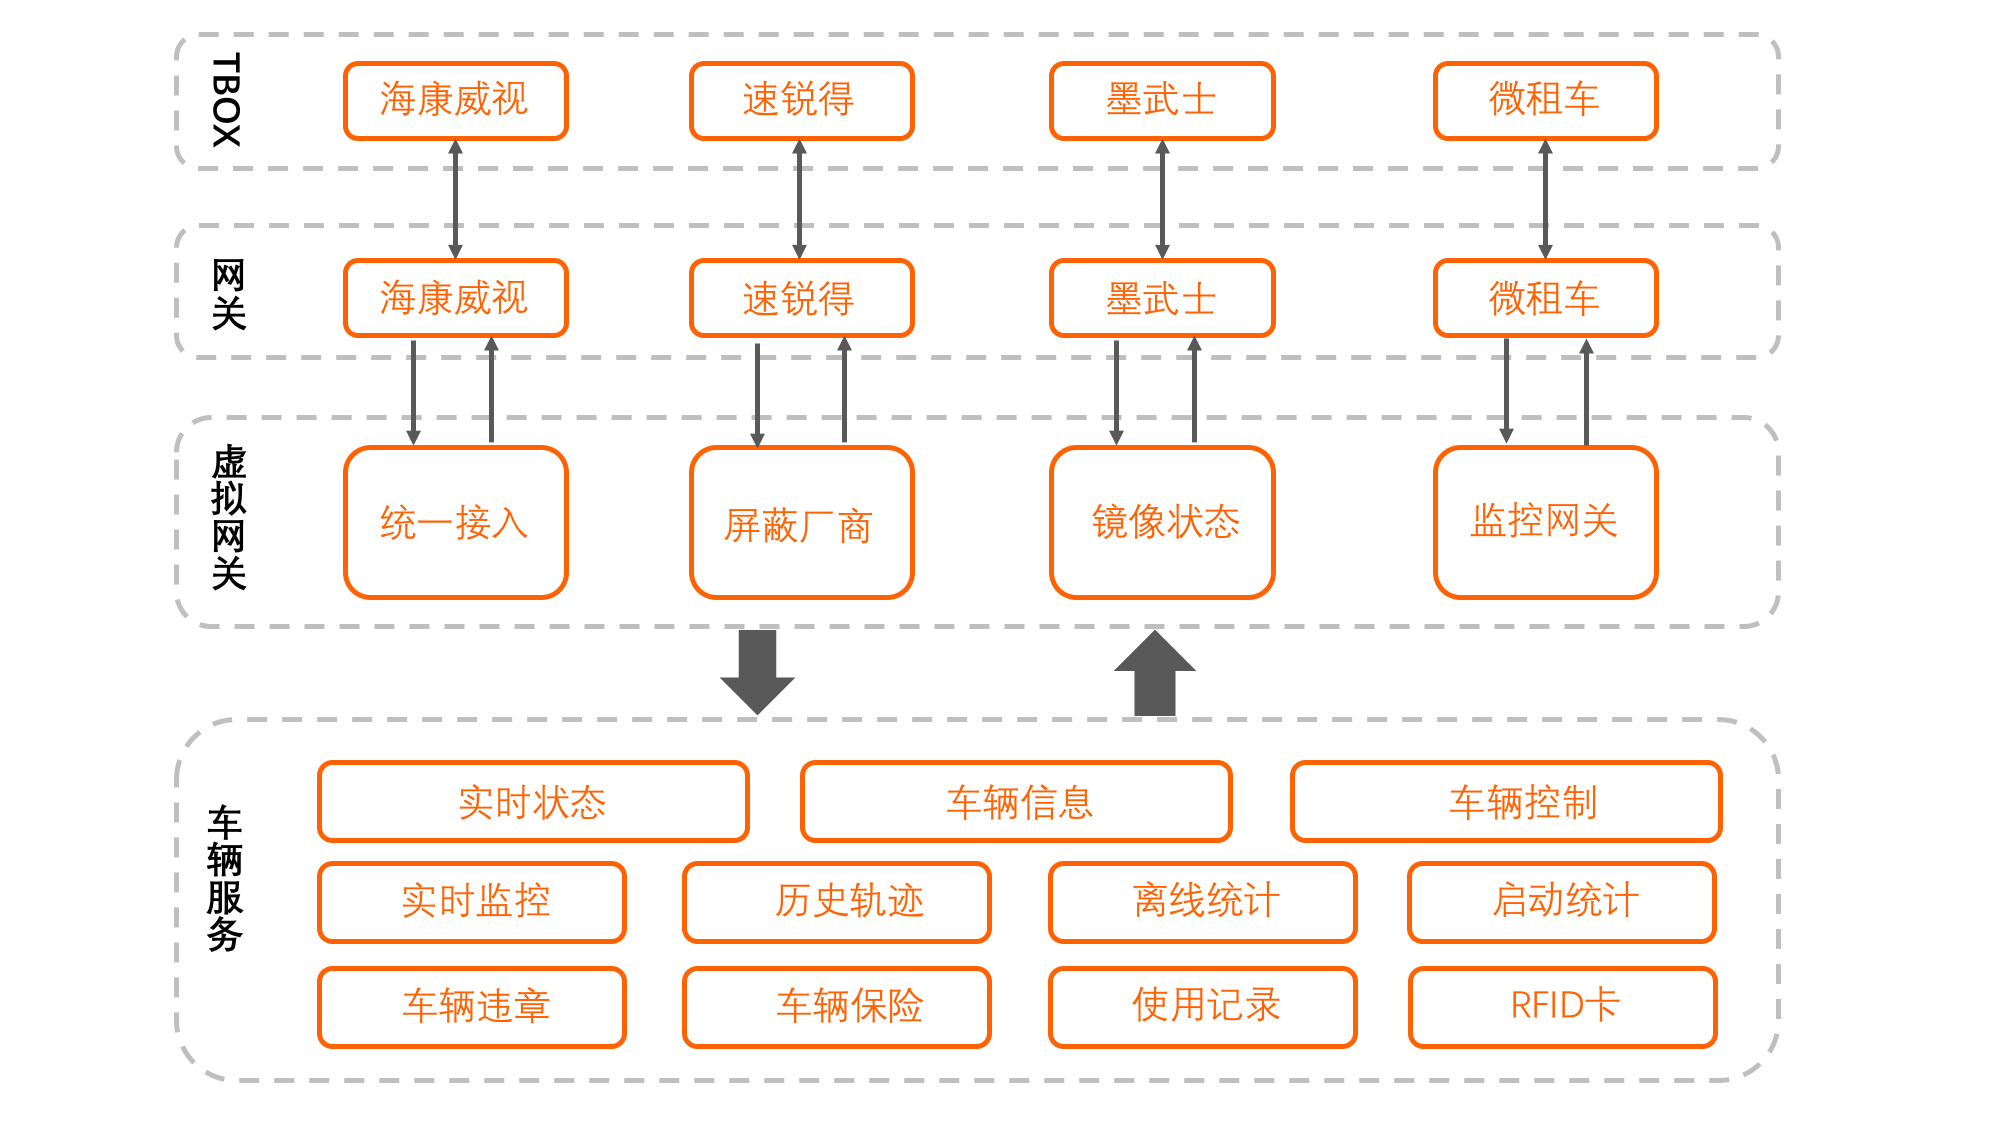 TBOX
海康威视
速锐得
墨武士
微租车
网关
海康威视
速锐得
墨武士
微租车
虚拟网关
统一接入
屏蔽厂商
镜像状态
监控网关
车辆服务
实时状态
车辆信息
车辆控制
实时监控
历史轨迹
离线统计
启动统计
车辆违章
车辆保险
使用记录
RFID卡